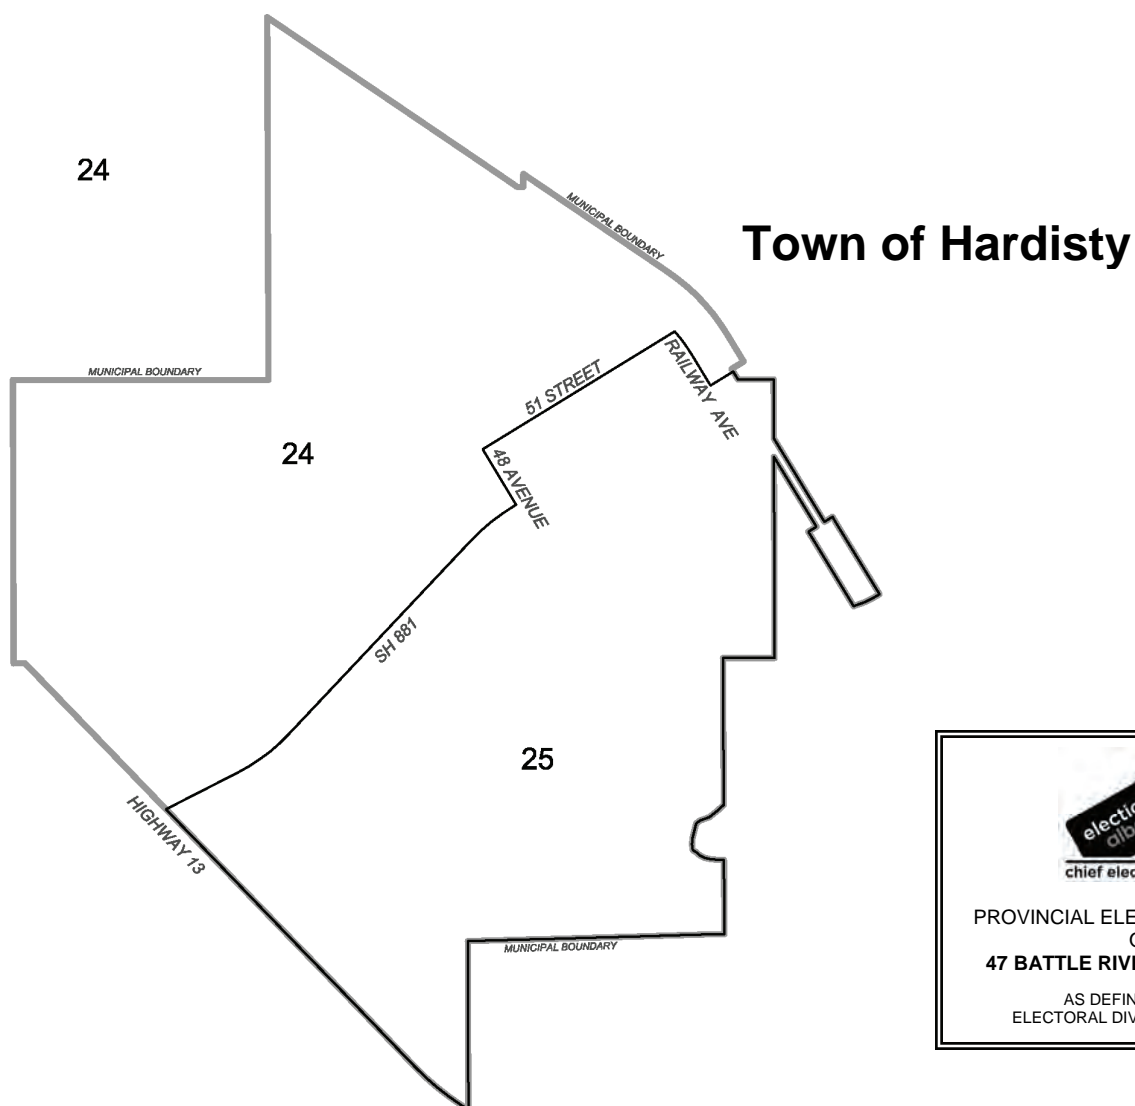 24
MUNICIPAL BOUNDARY
Town of Hardisty
MUNICIPAL BOUNDARY
51 STREET
RAILWAY AVE
24
48 AVENUE
SH 881
25
HIGHWAY 13
MUNICIPAL BOUNDARY
chief elec
PROVINCIAL ELE
47 BATTLE RIV
AS DEFIN
ELECTORAL DIV